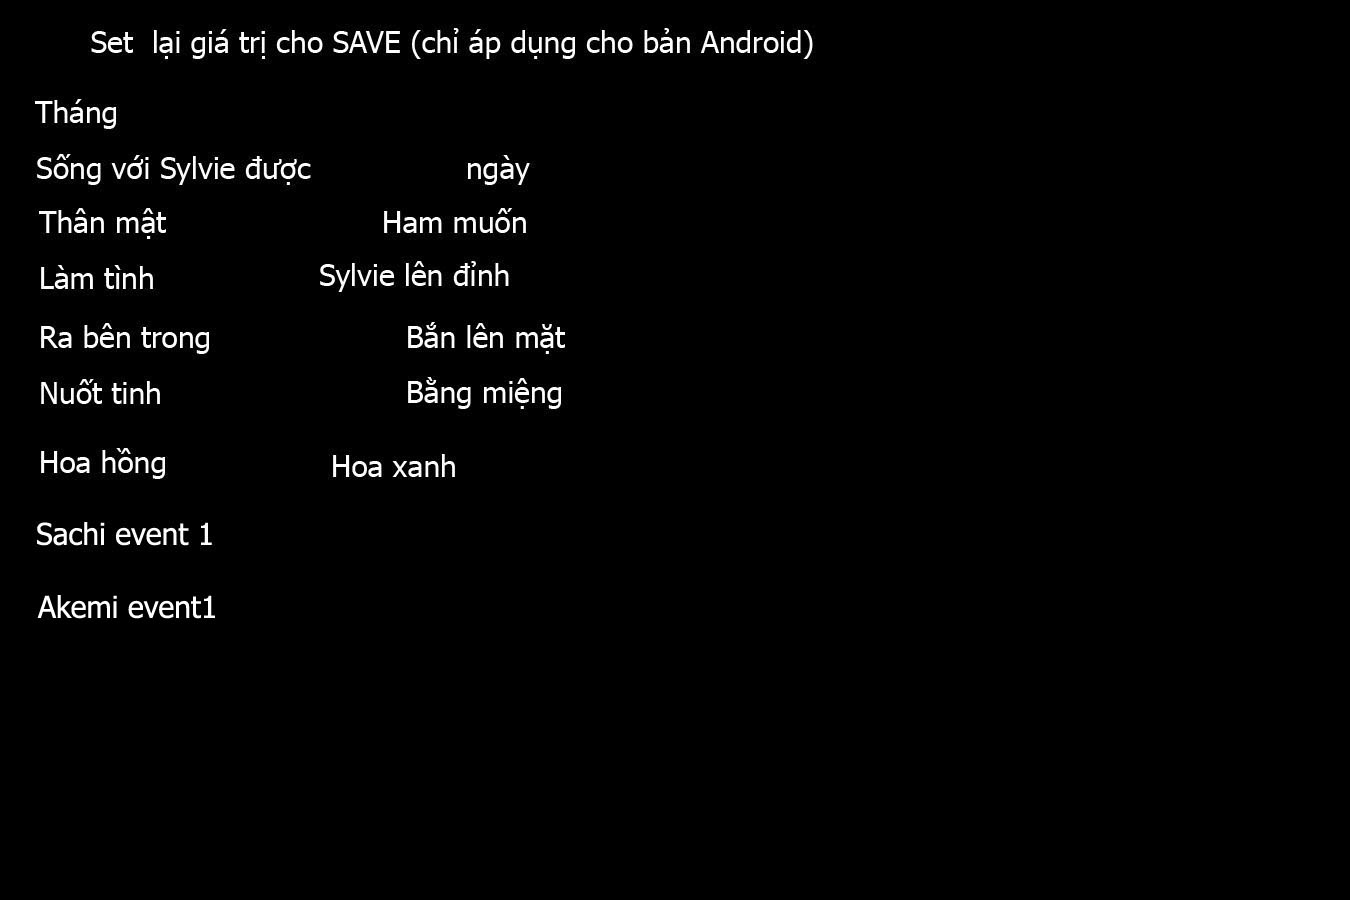 Set lại giá trị cho SAVE (chỉ áp dụng cho bản Android)
Tháng
Sống với Sylvie được ngày
Thân mật Ham muốn
Làm tình Sylvie lên đỉnh
Ra bên trong Bắn lên mặt
Nuốt tinh Bằng miệng
Hoa hồng Hoa xanh
Sachi event 1
Akemi event1